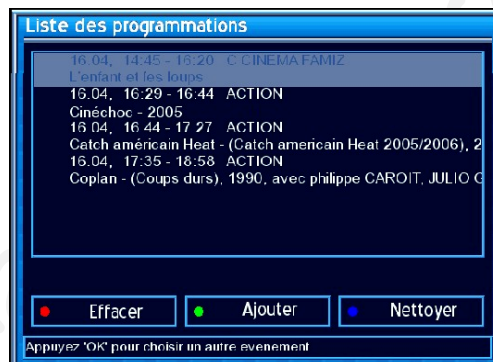 Liste des programmations
16.04, 14:45 - 16:20 C CINEMA FAMIZ
L'enfant et les loups
16.04, 16:29 - 16:44 ACTION
Cinéchoc - 2005
16.04, 16:44 - 17:27 ACTION
Catch américain Heat - (Catch americain Heat 2005/2006), 2
16.04, 17:35 - 18:58 ACTION
Coplan - (Coups durs), 1990, avec philippe CAROIT, JULIO G
Effacer Ajouter Nettoyer
Appuyez 'OK' pour choisir un autre evenement